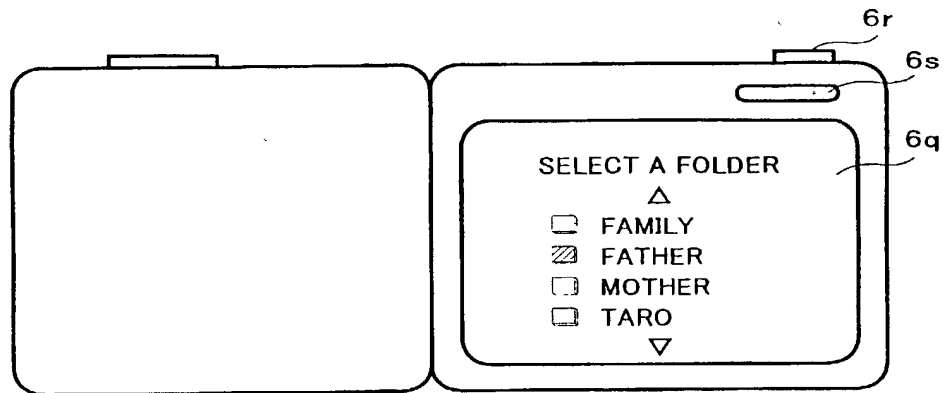 6r
6s
6q
SELECT A FOLDER
FAMILY
FATHER
MOTHER
TARO